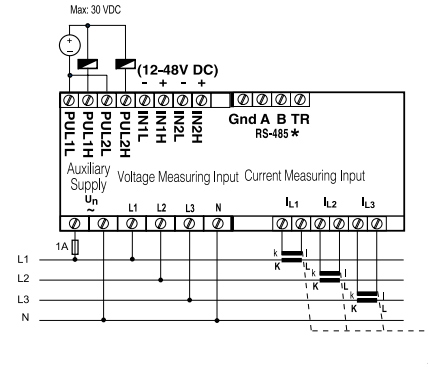 Max: 30 VDC
+
-
(12-48V DC)
- + - +
PUL1L PUL1H PUL2L PUL2H IN1L IN1H IN2L IN2H
Gnd A B TR
RS-485 *
Auxiliary Supply
Voltage Measuring Input
Current Measuring Input
Un
~
L1 L2 L3 N
IL1 IL2 IL3
1A
L1
k l
K L
L2
k l
K L
L3
k l
K L
N